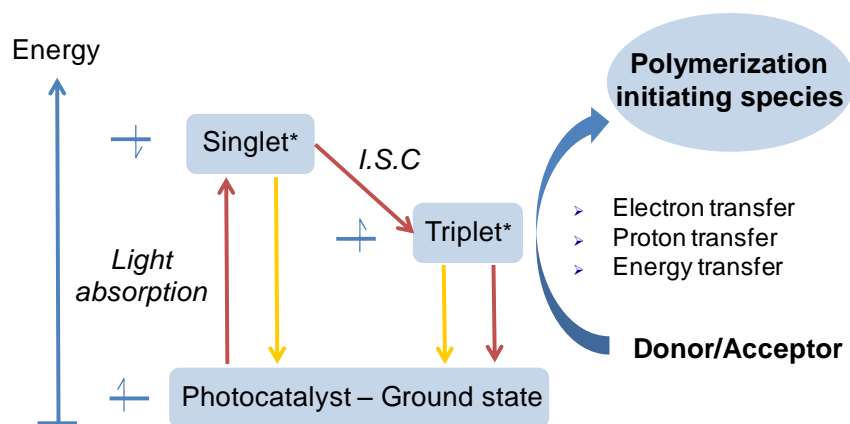 Energy
Polymerization
initiating species
Singlet*
I.S.C
Triplet*
Electron transfer
Proton transfer
Energy transfer
Light
absorption
Donor/Acceptor
Photocatalyst – Ground state